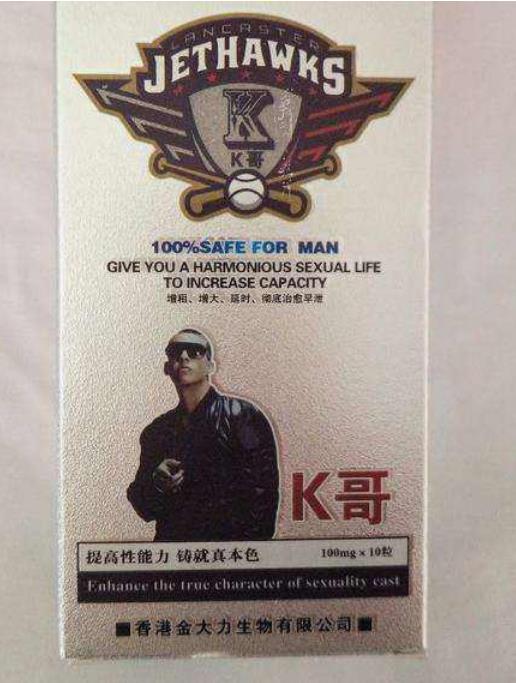 LANCASTER
JETHAWKS
K
K哥
100%SAFE FOR MAN
GIVE YOU A HARMONIOUS SEXUAL LIFE
TO INCREASE CAPACITY
增粗、增大、延时、彻底治愈早泄
K哥
提高性能力 铸就真本色
100mg×10粒
Enhance the true character of sexuality cast
■香港金大力生物有限公司■